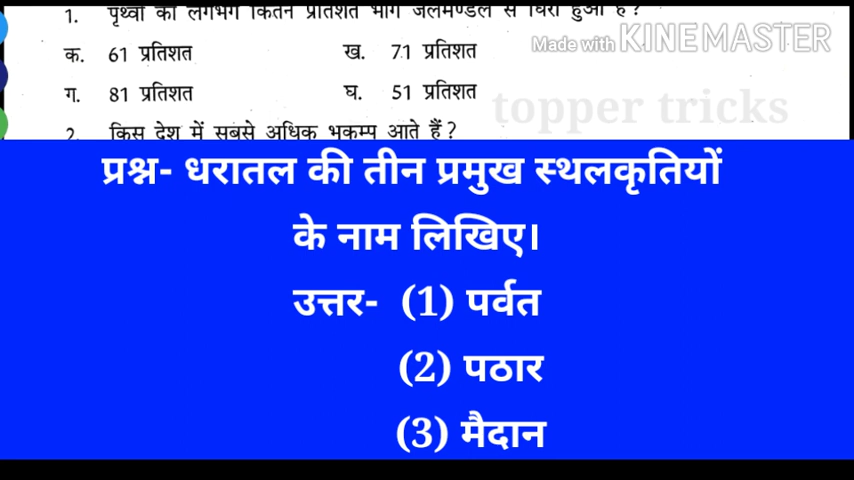 1. पृथ्वी का लगभग कितने प्रतिशत भाग जलमण्डल से घिरा हुआ है?
क. 61 प्रतिशत ख. 71 प्रतिशत
Made with KINEMASTER
ग. 81 प्रतिशत घ. 51 प्रतिशत
topper tricks
2. किस देश में सबसे अधिक भूकम्प आते हैं?
प्रश्न- धरातल की तीन प्रमुख स्थलकृतियों
के नाम लिखिए।
उत्तर- (1) पर्वत
(2) पठार
(3) मैदान